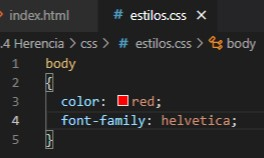 index.html
# estilos.css ×
.4 Herencia > css > # estilos.css > body
1 body
2 {
3 color: red;
4 font-family: helvetica;
5 }